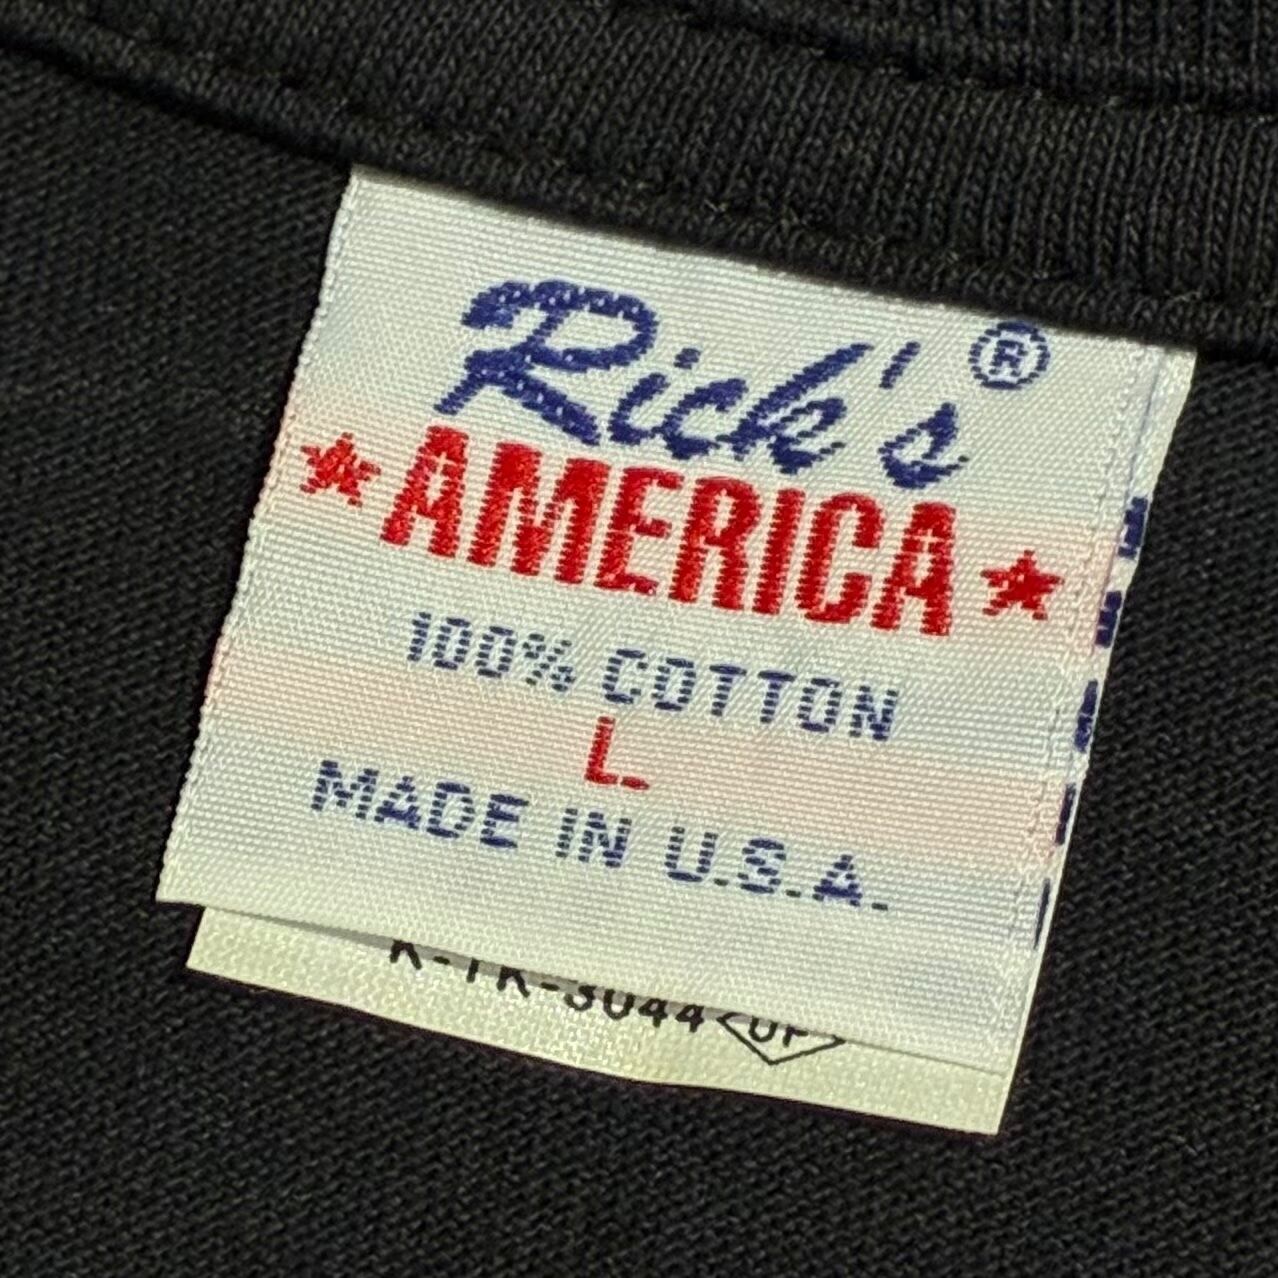 Rick's ®
AMERICA
100% COTTON
L.
MADE IN U.S.A.